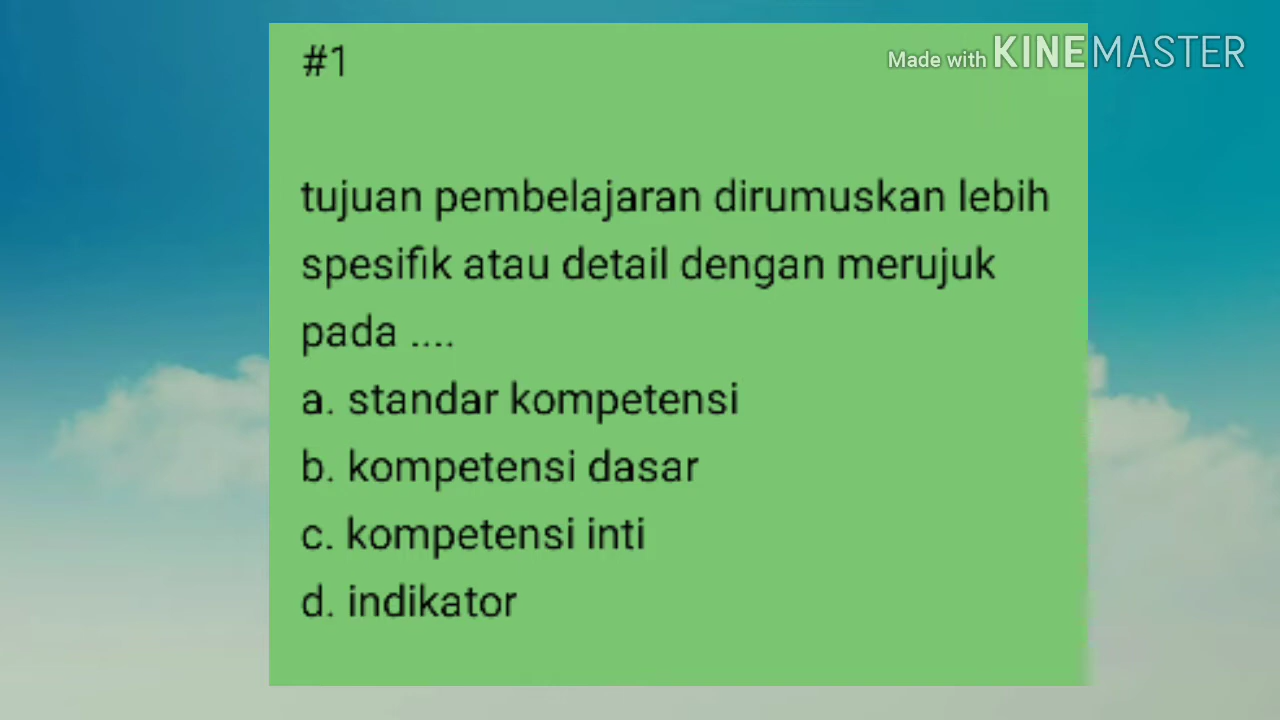 #1
Made with KINEMASTER
tujuan pembelajaran dirumuskan lebih
spesifik atau detail dengan merujuk
pada ....
a. standar kompetensi
b. kompetensi dasar
c. kompetensi inti
d. indikator